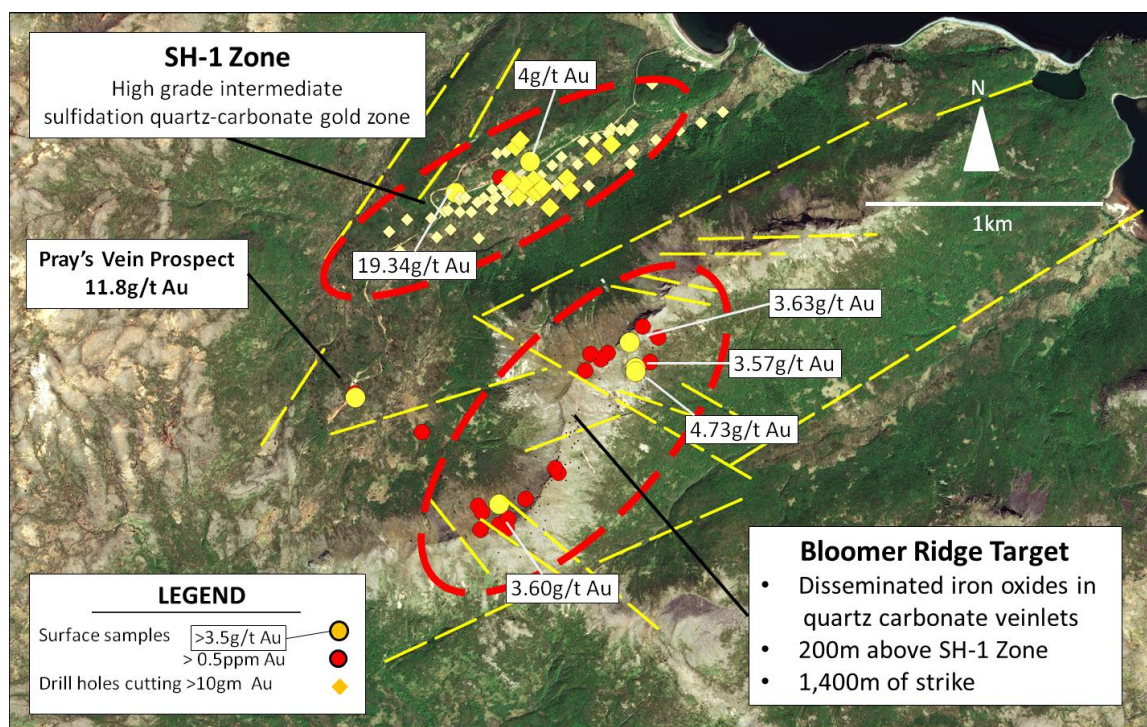 SH-1 Zone
High grade intermediate
sulfidation quartz-carbonate gold zone
4g/t Au
N
1km
19.34g/t Au
Pray's Vein Prospect
11.8g/t Au
3.63g/t Au
3.57g/t Au
4.73g/t Au
3.60g/t Au
Bloomer Ridge Target
• Disseminated iron oxides in
quartz carbonate veinlets
• 200m above SH-1 Zone
• 1,400m of strike
LEGEND
Surface samples >3.5g/t Au
> 0.5ppm Au
Drill holes cutting >10gm Au